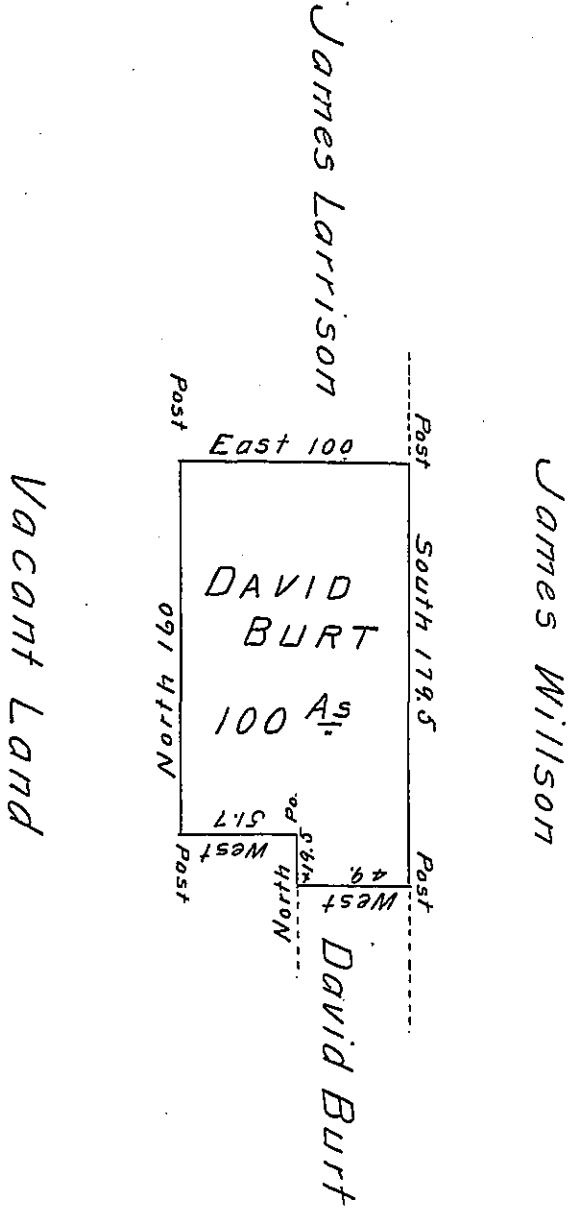 James Larrison
James Willson
Post
Post
East 100
South 179.5
DAVID
BURT
100 As
North 160
Post
West
49.
North
Po.
West
51.7
Post
David Burt
Vacant Land